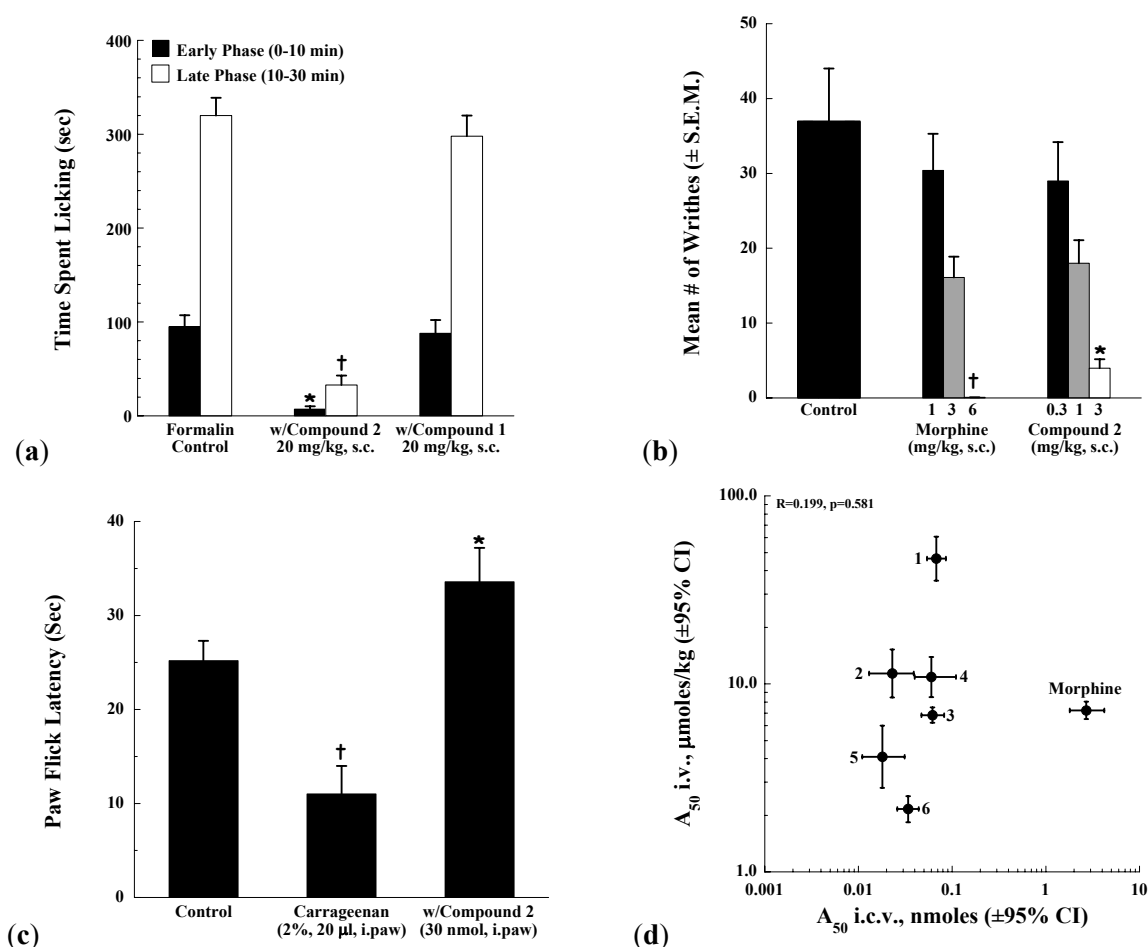 400
300
200
100
0
Time Spent Licking (sec)
Early Phase (0-10 min)
Late Phase (10-30 min)
*
†
Formalin
Control
w/Compound 2
20 mg/kg, s.c.
w/Compound 1
20 mg/kg, s.c.
(a)
50
40
30
20
10
0
Mean # of Writhes (± S.E.M.)
†
*
Control
1 3 6
Morphine
(mg/kg, s.c.)
0.3 1 3
Compound 2
(mg/kg, s.c.)
(b)
40
30
20
10
0
Paw Flick Latency (Sec)
†
*
Control
Carrageenan
(2%, 20 μl, i.paw)
w/Compound 2
(30 nmol, i.paw)
(c)
100.0
10.0
1.0
A50 i.v., μmoles/kg (±95% CI)
R=0.199, p=0.581
1
2
4
3
Morphine
5
6
0.001 0.01 0.1 1 10
A50 i.c.v., nmoles (±95% CI)
(d)